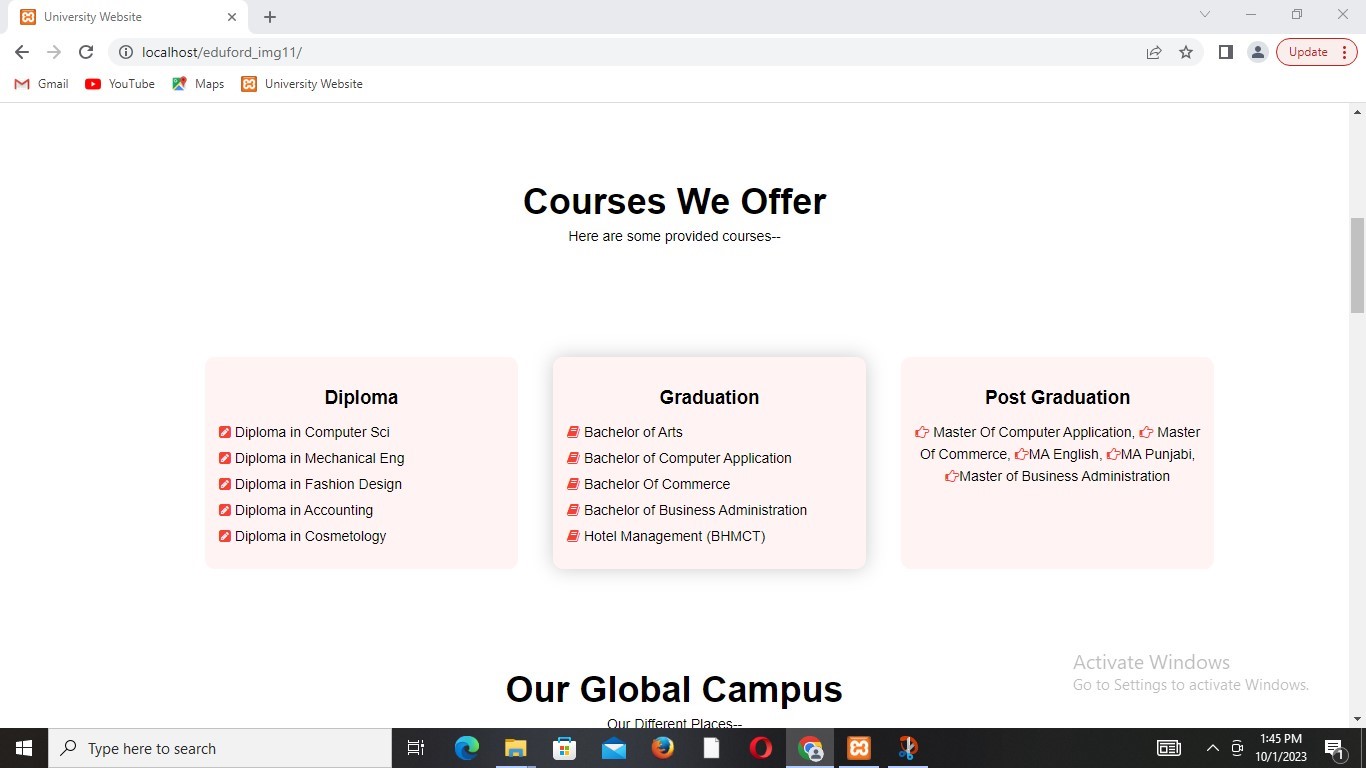 University Website
localhost/eduford_img11/
Update
Gmail
YouTube
Maps
University Website
Courses We Offer
Here are some provided courses--
Diploma
Diploma in Computer Sci
Diploma in Mechanical Eng
Diploma in Fashion Design
Diploma in Accounting
Diploma in Cosmetology
Graduation
Bachelor of Arts
Bachelor of Computer Application
Bachelor Of Commerce
Bachelor of Business Administration
Hotel Management (BHMCT)
Post Graduation
Master Of Computer Application, Master
Of Commerce, MA English, MA Punjabi,
Master of Business Administration
Our Global Campus
Our Different Places--
Activate Windows
Go to Settings to activate Windows.
Type here to search
1:45 PM
10/1/2023
1